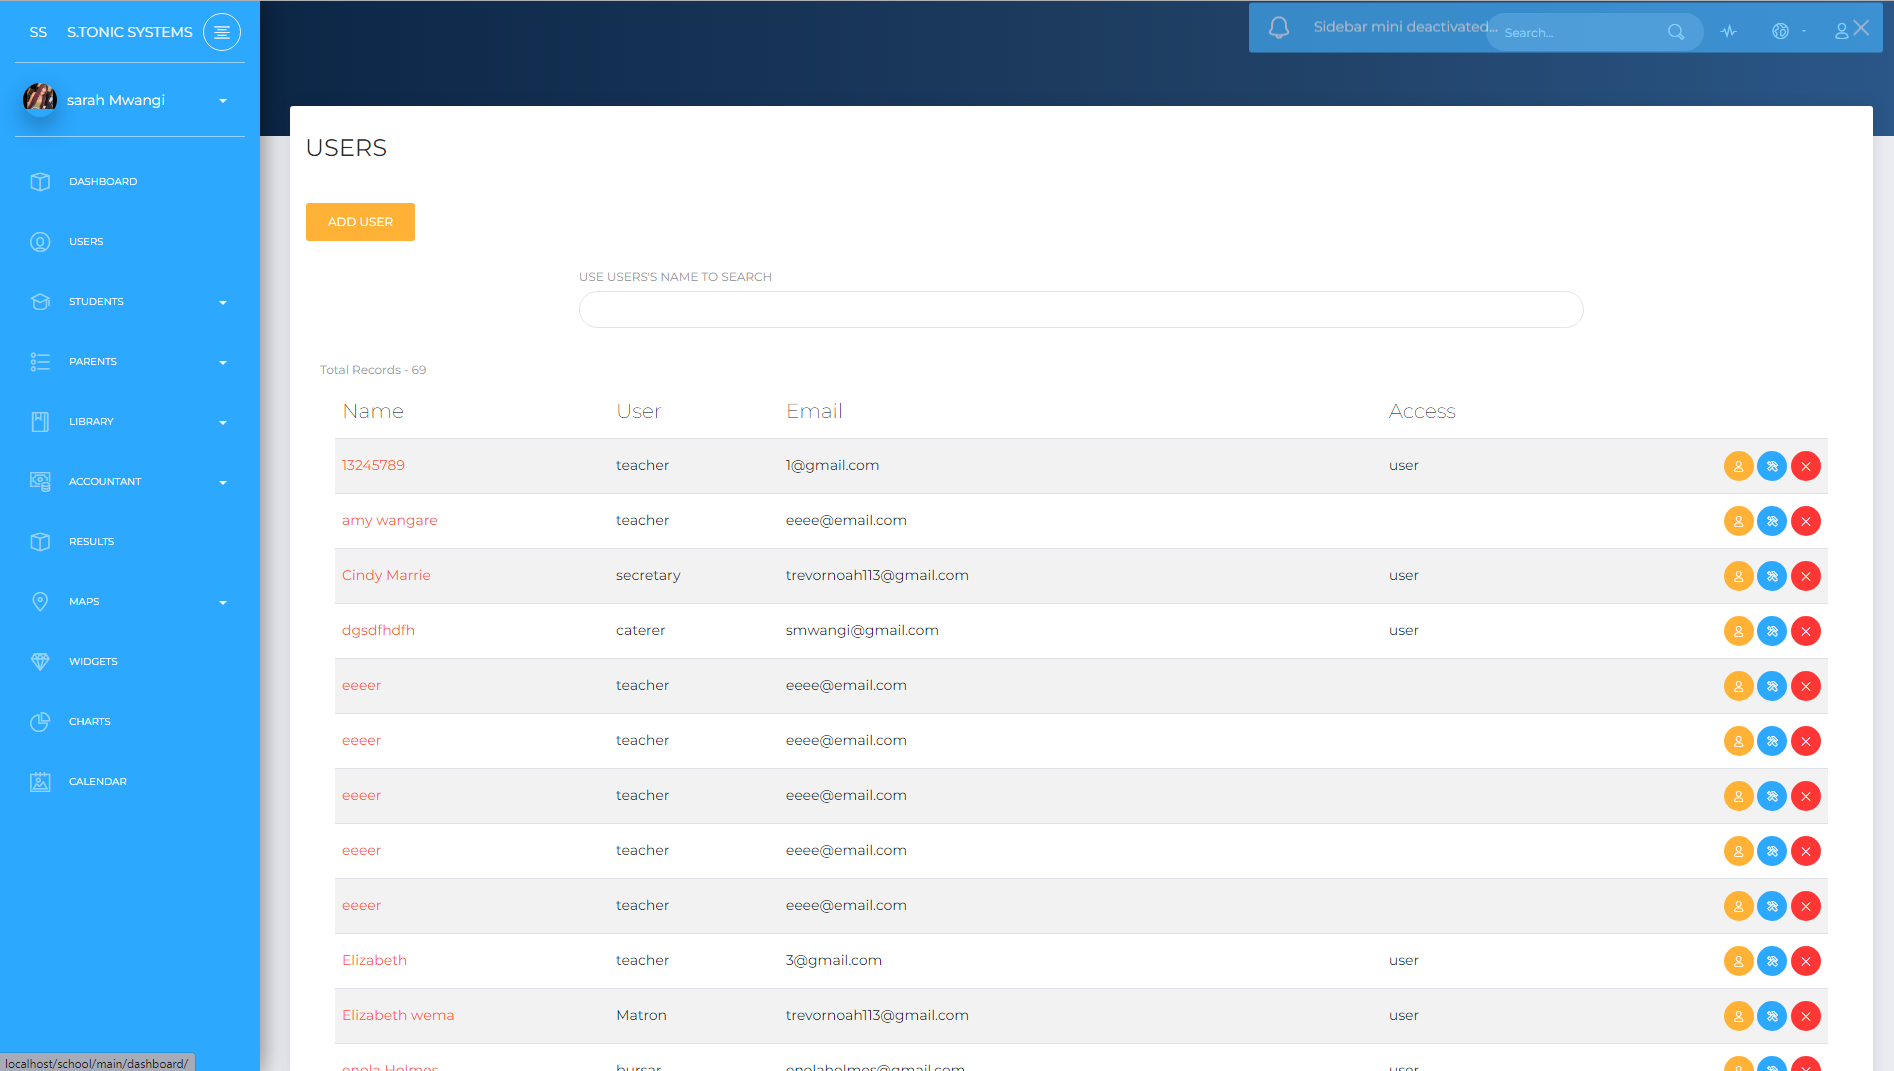 SS S.TONIC SYSTEMS
Sidebar mini deactivated...
Search...
sarah Mwangi
DASHBOARD
USERS
STUDENTS
PARENTS
LIBRARY
ACCOUNTANT
RESULTS
MAPS
WIDGETS
CHARTS
CALENDAR
USERS
ADD USER
USE USERS'S NAME TO SEARCH
Total Records - 69
Name User Email Access
13245789 teacher 1@gmail.com user
amy wangare teacher eeee@email.com
Cindy Marrie secretary trevornoah113@gmail.com user
dgsdfhdfh caterer smwangi@gmail.com user
eeeer teacher eeee@email.com
eeeer teacher eeee@email.com
eeeer teacher eeee@email.com
eeeer teacher eeee@email.com
eeeer teacher eeee@email.com
Elizabeth teacher 3@gmail.com user
Elizabeth wema Matron trevornoah113@gmail.com user
enola Holmes bursar enolaholmes@gmail.com user
localhost/school/main/dashboard/